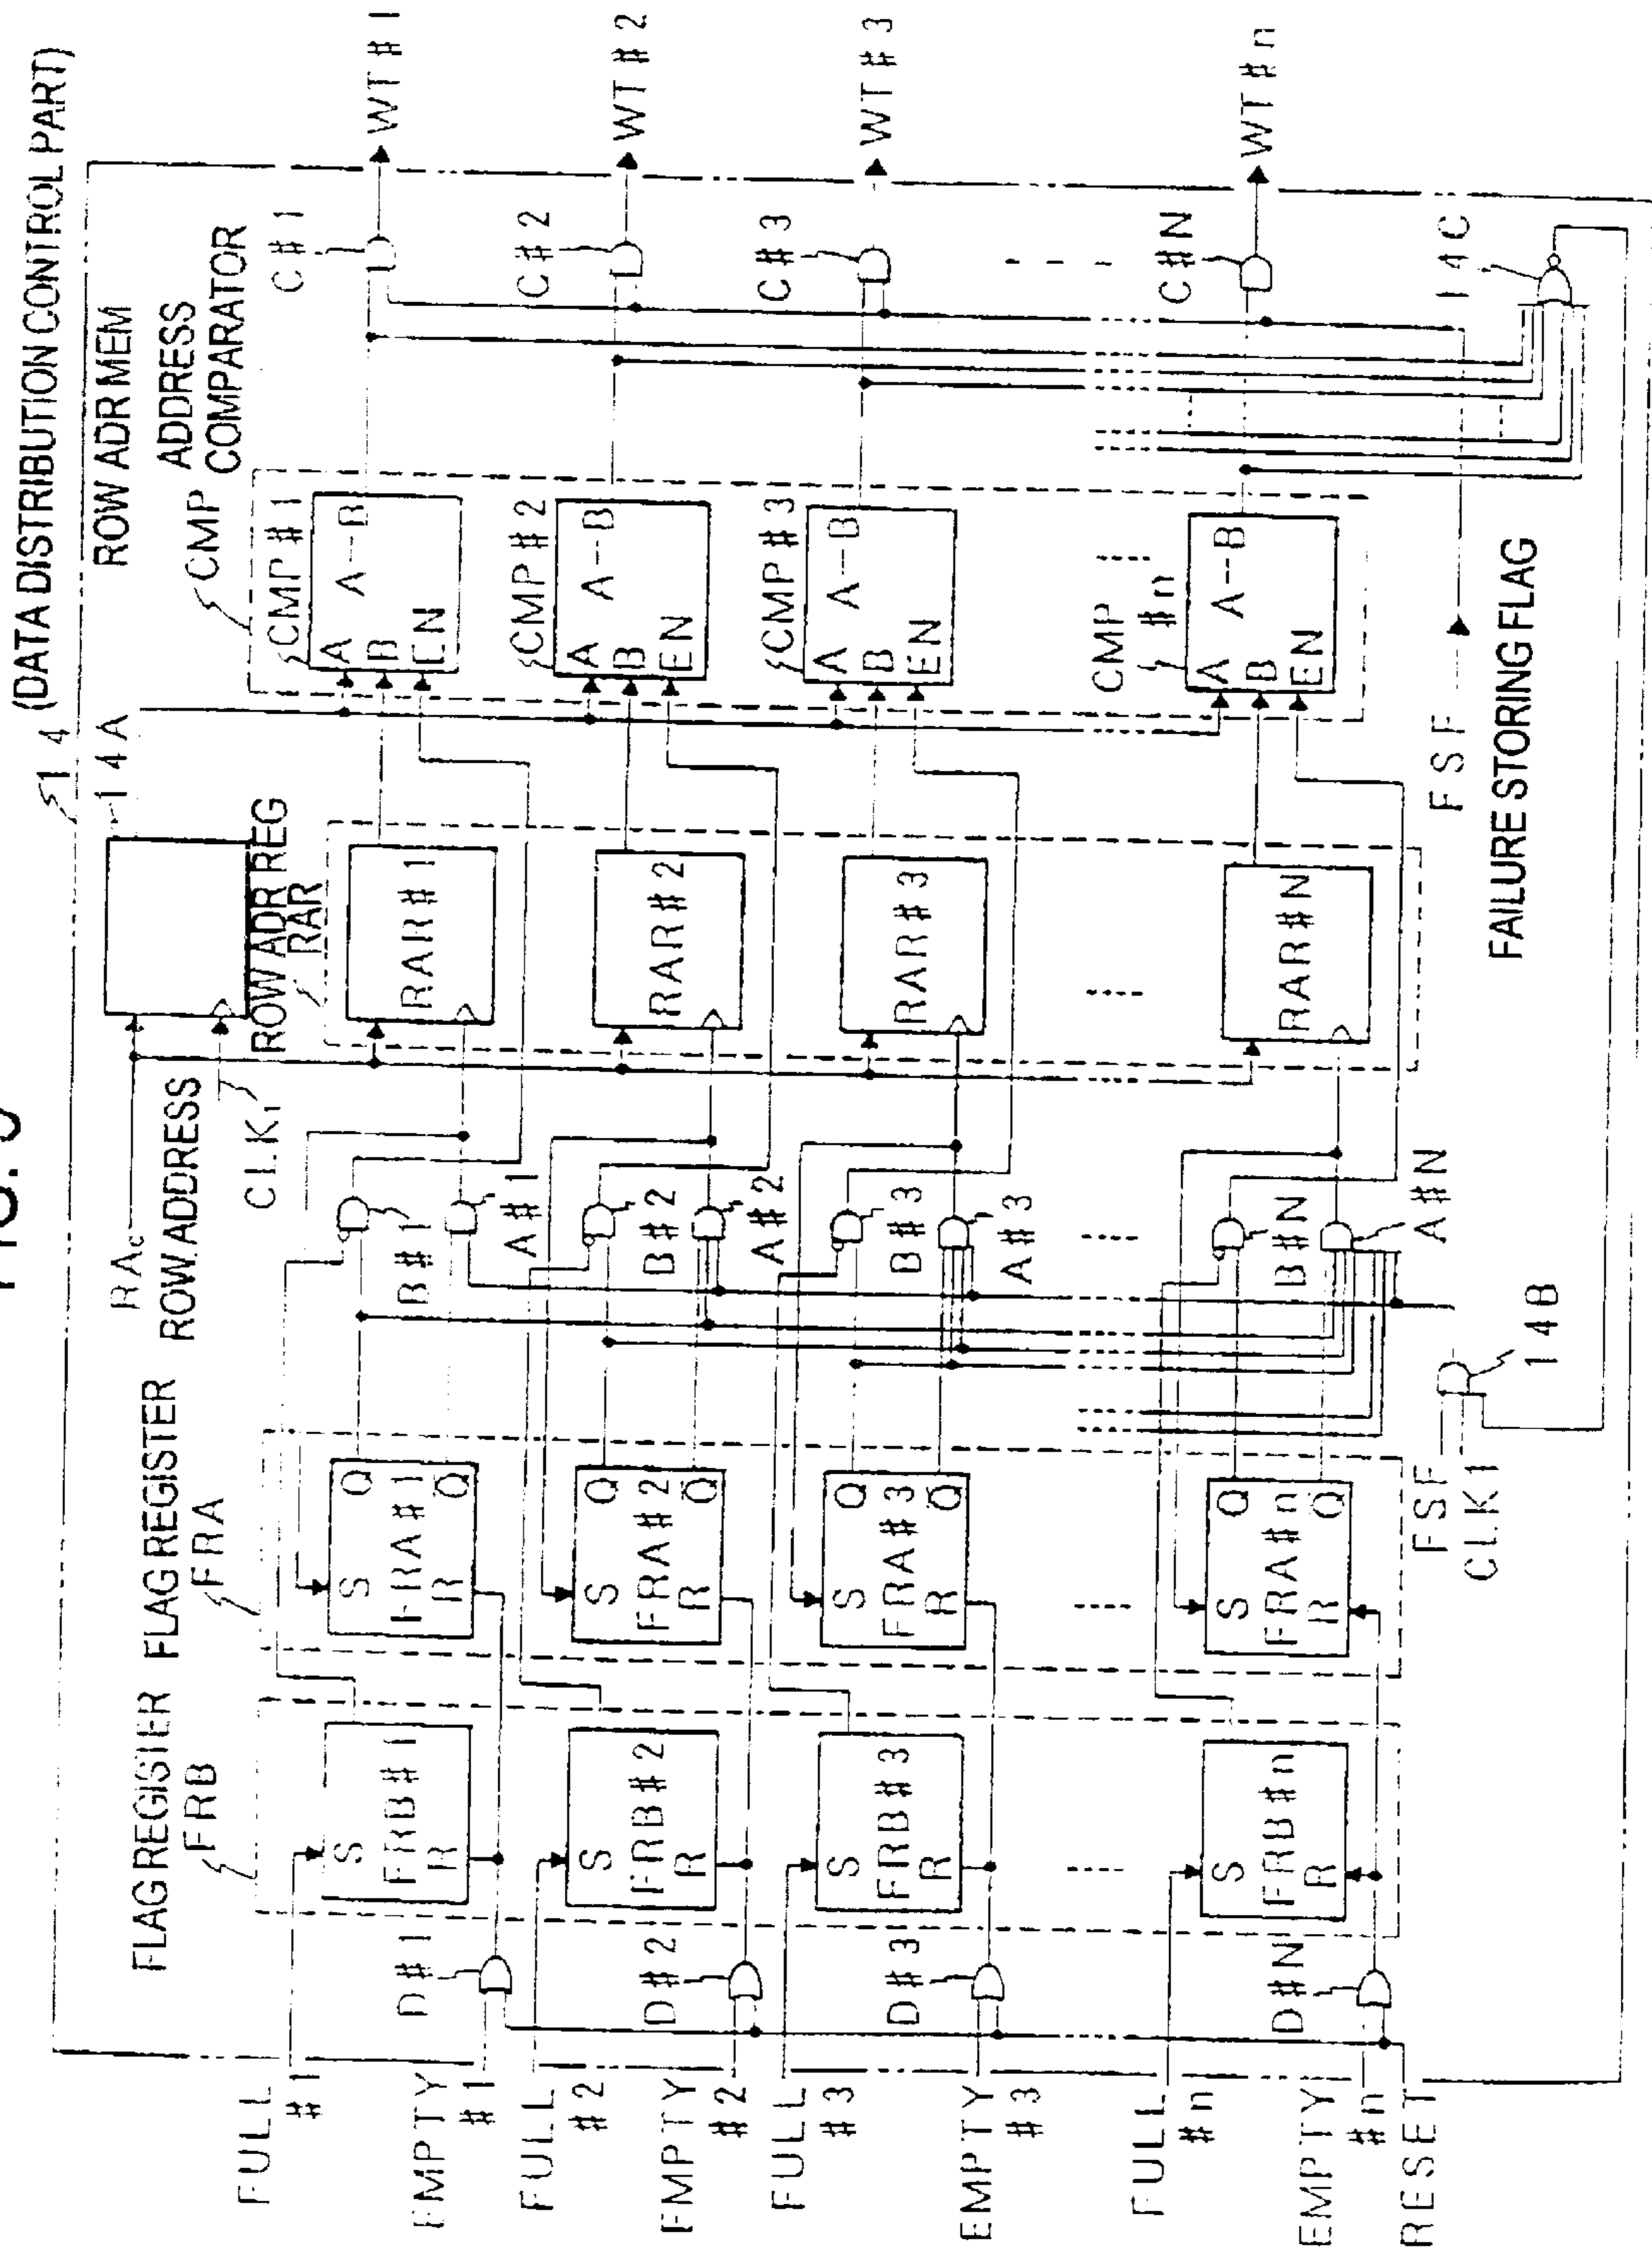 14 (DATA DISTRIBUTION CONTROL PART)
14A ROW ADR MEM
RAc
ROW ADDRESS
CLK1
ROW ADR REG
RAR
CMP ADDRESS
COMPARATOR
FLAG REGISTER
FRB
FLAG REGISTER
FRA
FULL
#1
EMPTY
#1
D#1
S
FRB#1
R
S
FRA#1
R
Q
Q
B#1
A#1
RAR#1
CMP#1
A
B
EN
A--B
C#1
WT#1
FULL
#2
EMPTY
#2
D#2
S
FRB#2
R
S
FRA#2
R
Q
Q
B#2
A#2
RAR#2
CMP#2
A
B
EN
A--B
C#2
WT#2
FULL
#3
EMPTY
#3
D#3
S
FRB#3
R
S
FRA#3
R
Q
Q
B#3
A#3
RAR#3
CMP#3
A
B
EN
A--B
C#3
WT#3
FULL
#n
EMPTY
#n
RESET
D#N
S
FRB#n
R
S
FRA#n
R
Q
Q
B#N
A#N
RAR#N
CMP
#n
A
B
EN
A--B
C#N
WT#n
FSF
CLK1
14B
FSF
FAILURE STORING FLAG
14C